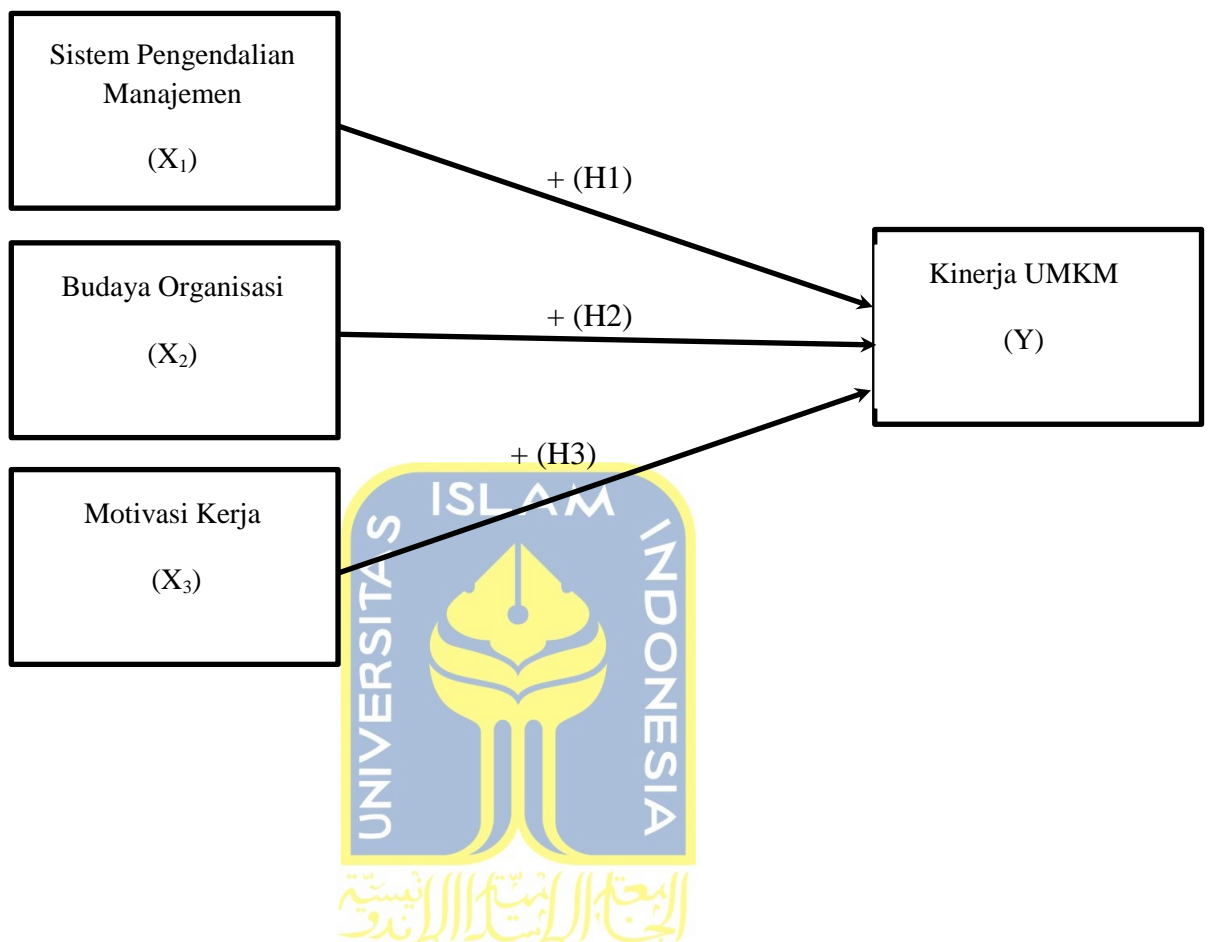 Sistem Pengendalian
Manajemen
(X₁)
+ (H1)
Budaya Organisasi
(X₂)
+ (H2)
Kinerja UMKM
(Y)
Motivasi Kerja
(X₃)
+ (H3)
UNIVERSITAS
ISLAM
INDONESIA